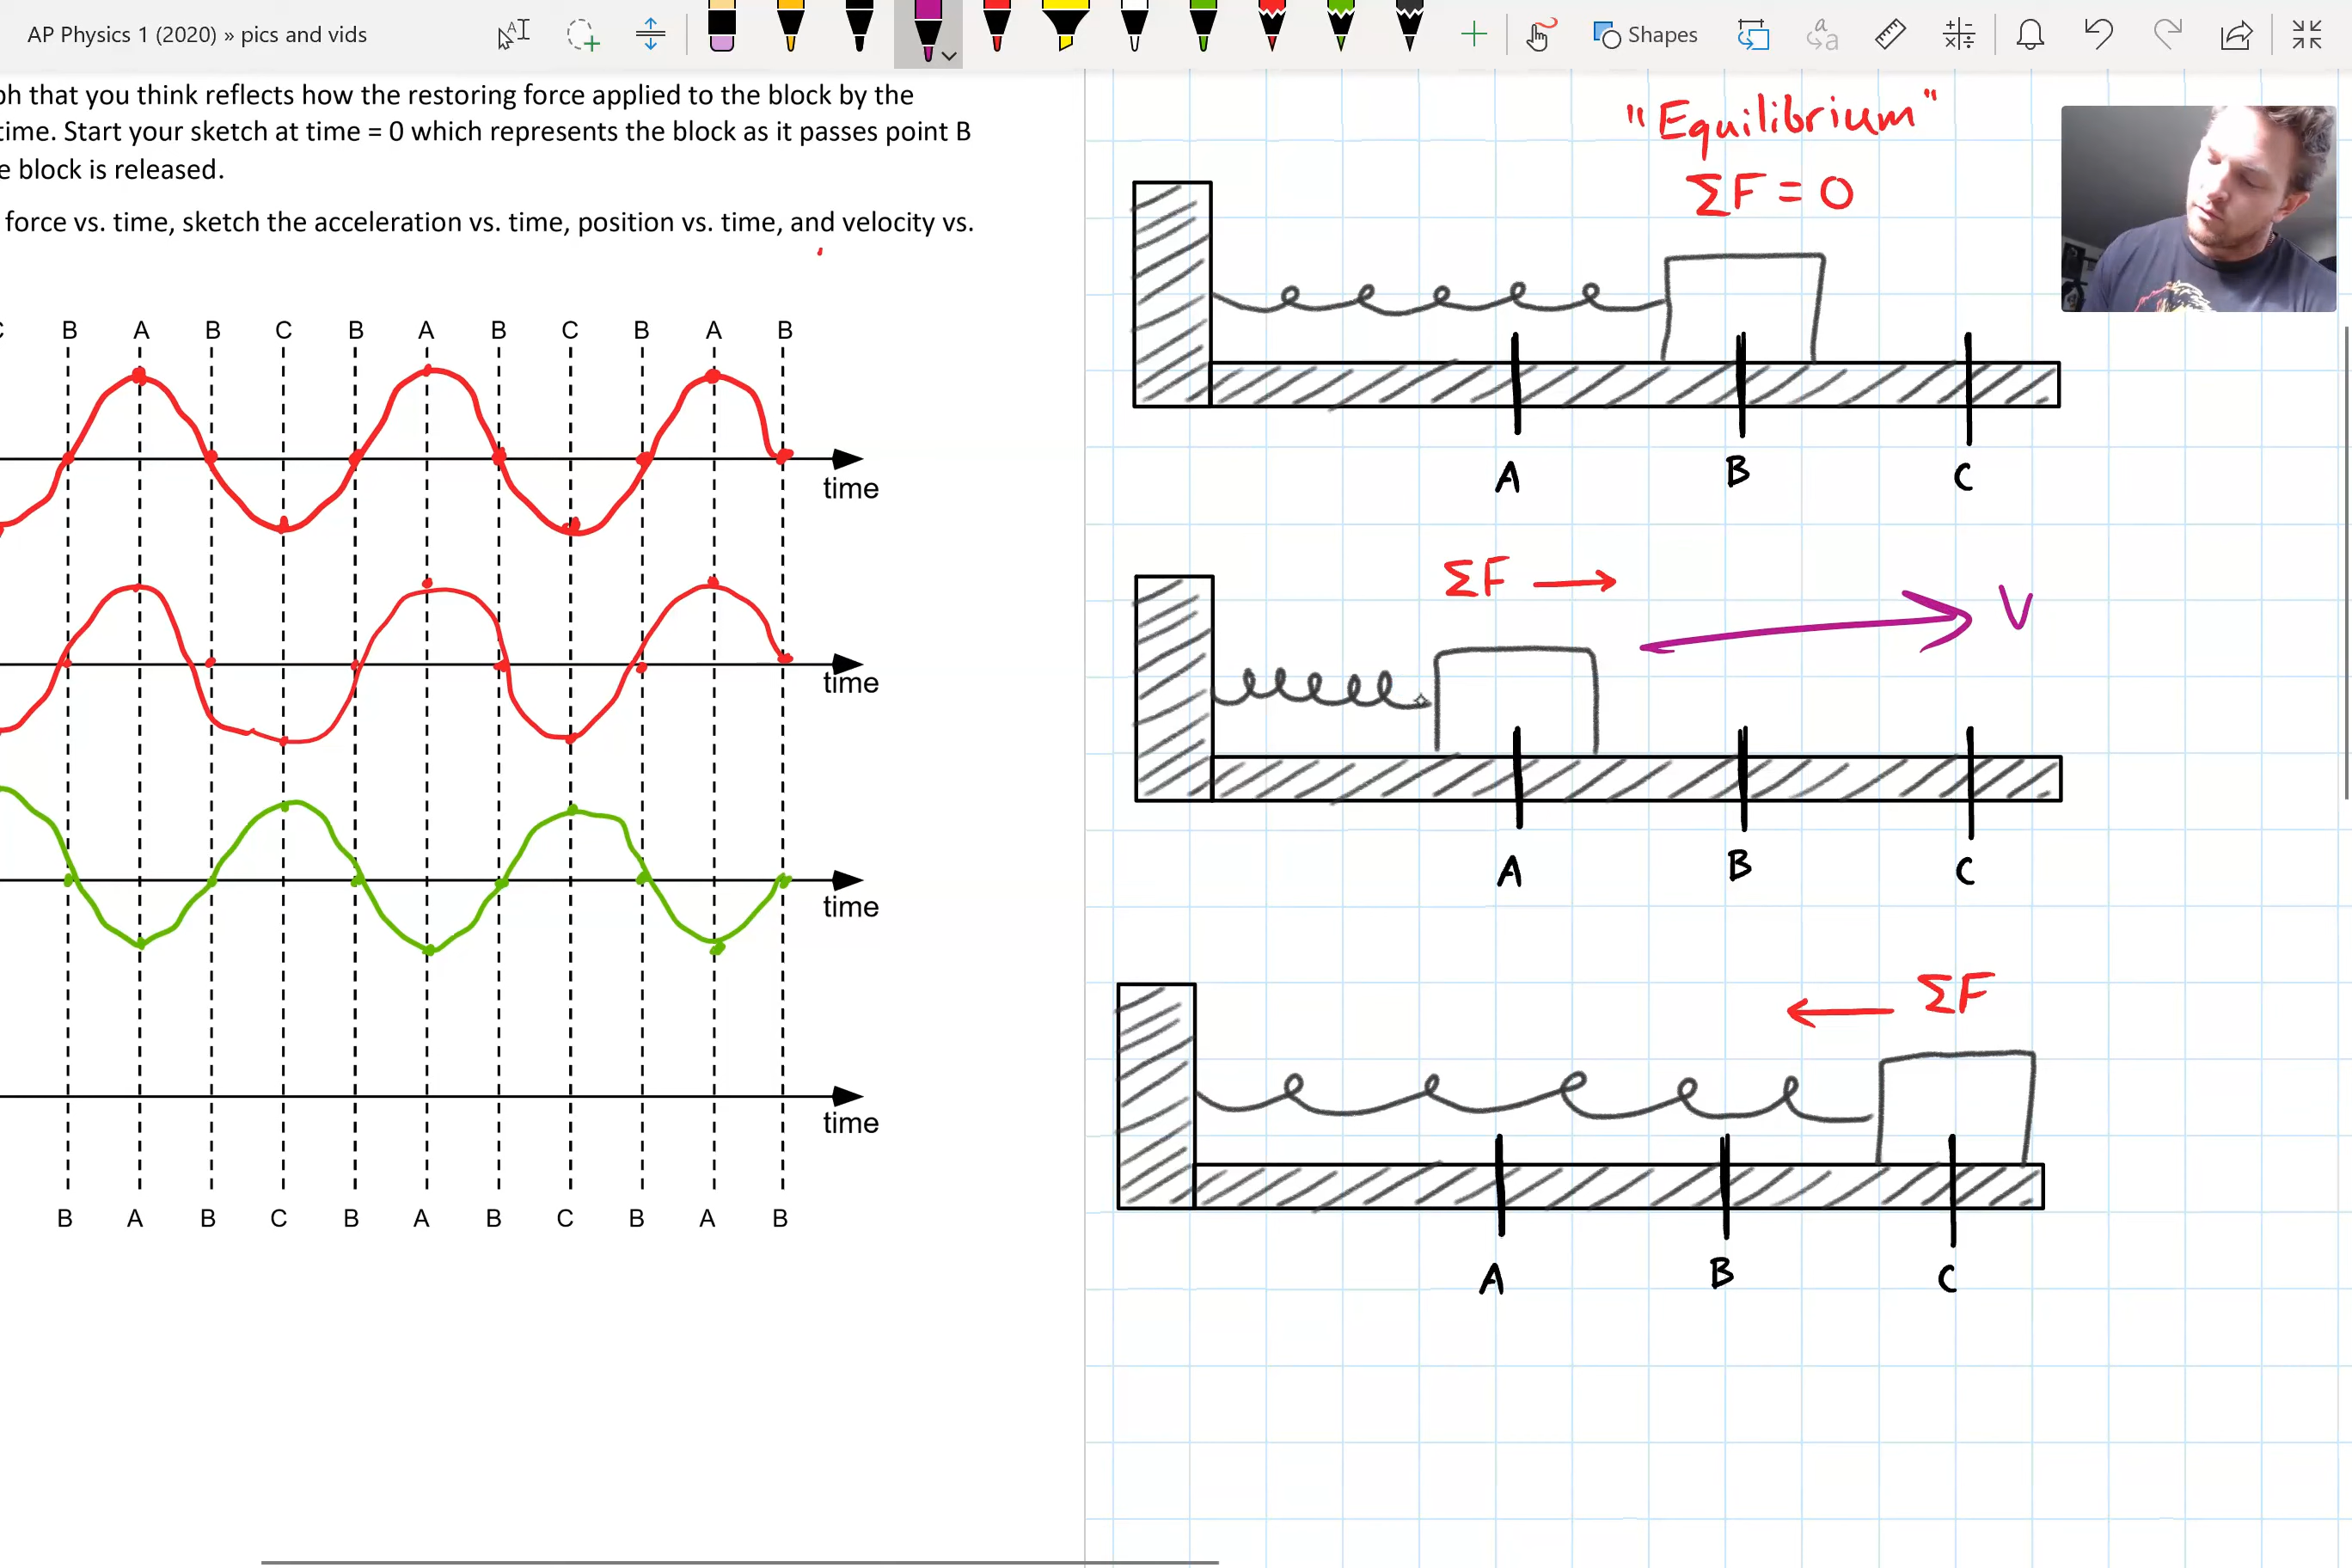 AP Physics 1 (2020) » pics and vids
Shapes
ph that you think reflects how the restoring force applied to the block by the
time. Start your sketch at time = 0 which represents the block as it passes point B
e block is released.
force vs. time, sketch the acceleration vs. time, position vs. time, and velocity vs.
C B A B C B A B C B A B
time
time
time
time
B A B C B A B C B A B
"Equilibrium"
ΣF = 0
A B C
ΣF → V
A B C
← ΣF
A B C